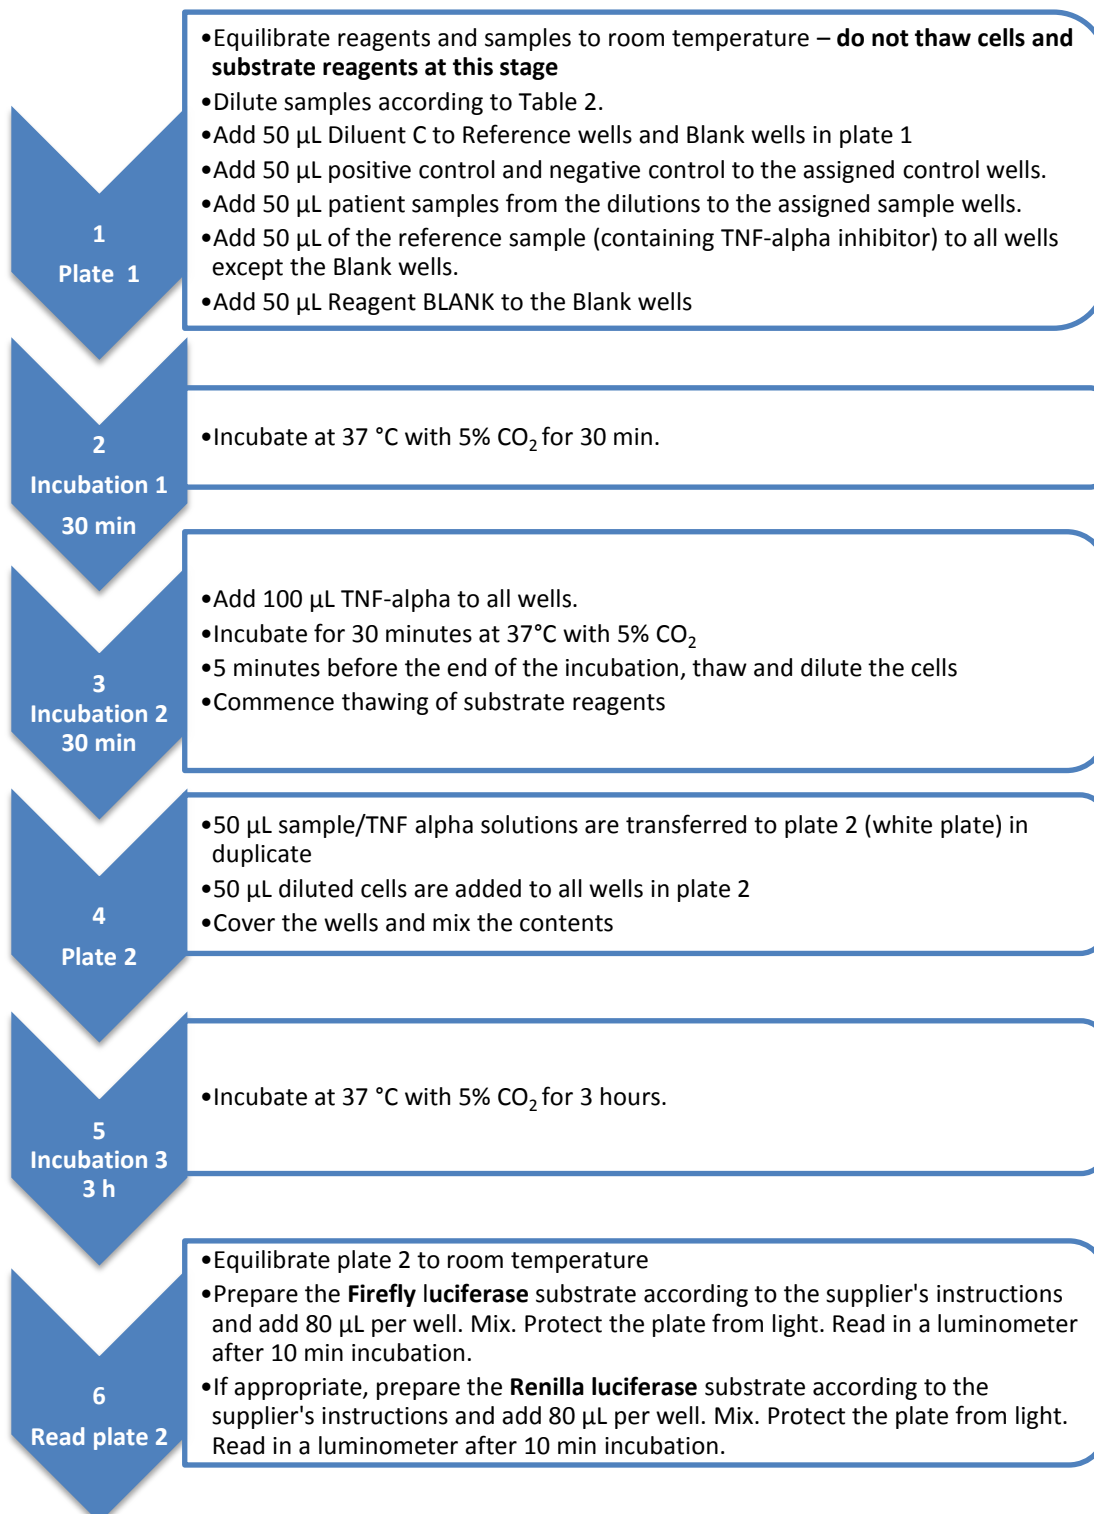 •Equilibrate reagents and samples to room temperature – do not thaw cells and
substrate reagents at this stage
•Dilute samples according to Table 2.
•Add 50 µL Diluent C to Reference wells and Blank wells in plate 1
•Add 50 µL positive control and negative control to the assigned control wells.
•Add 50 µL patient samples from the dilutions to the assigned sample wells.
•Add 50 µL of the reference sample (containing TNF-alpha inhibitor) to all wells
except the Blank wells.
•Add 50 µL Reagent BLANK to the Blank wells
1
Plate 1
•Incubate at 37 °C with 5% CO₂ for 30 min.
2
Incubation 1
30 min
•Add 100 µL TNF-alpha to all wells.
•Incubate for 30 minutes at 37°C with 5% CO₂
•5 minutes before the end of the incubation, thaw and dilute the cells
•Commence thawing of substrate reagents
3
Incubation 2
30 min
•50 µL sample/TNF alpha solutions are transferred to plate 2 (white plate) in
duplicate
•50 µL diluted cells are added to all wells in plate 2
•Cover the wells and mix the contents
4
Plate 2
•Incubate at 37 °C with 5% CO₂ for 3 hours.
5
Incubation 3
3 h
•Equilibrate plate 2 to room temperature
•Prepare the Firefly luciferase substrate according to the supplier's instructions
and add 80 µL per well. Mix. Protect the plate from light. Read in a luminometer
after 10 min incubation.
•If appropriate, prepare the Renilla luciferase substrate according to the
supplier's instructions and add 80 µL per well. Mix. Protect the plate from light.
Read in a luminometer after 10 min incubation.
6
Read plate 2